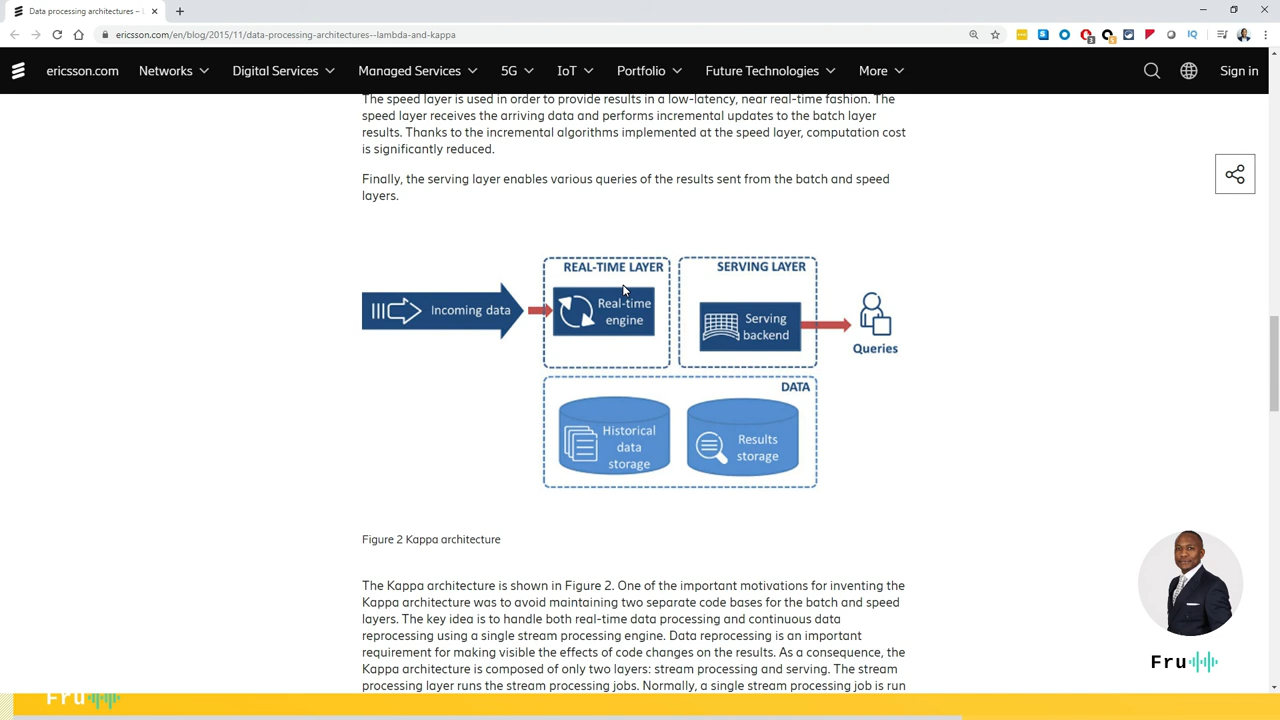 Data processing architectures –
ericsson.com/en/blog/2015/11/data-processing-architectures--lambda-and-kappa
ericsson.com
Networks
Digital Services
Managed Services
5G
IoT
Portfolio
Future Technologies
More
Sign in
The speed layer is used in order to provide results in a low-latency, near real-time fashion. The
speed layer receives the arriving data and performs incremental updates to the batch layer
results. Thanks to the incremental algorithms implemented at the speed layer, computation cost
is significantly reduced.
Finally, the serving layer enables various queries of the results sent from the batch and speed
layers.
REAL-TIME LAYER
SERVING LAYER
Incoming data
Real-time
engine
Serving
backend
Queries
DATA
Historical
data
storage
Results
storage
Figure 2 Kappa architecture
The Kappa architecture is shown in Figure 2. One of the important motivations for inventing the
Kappa architecture was to avoid maintaining two separate code bases for the batch and speed
layers. The key idea is to handle both real-time data processing and continuous data
reprocessing using a single stream processing engine. Data reprocessing is an important
requirement for making visible the effects of code changes on the results. As a consequence, the
Kappa architecture is composed of only two layers: stream processing and serving. The stream
processing layer runs the stream processing jobs. Normally, a single stream processing job is run
Fru
Fru